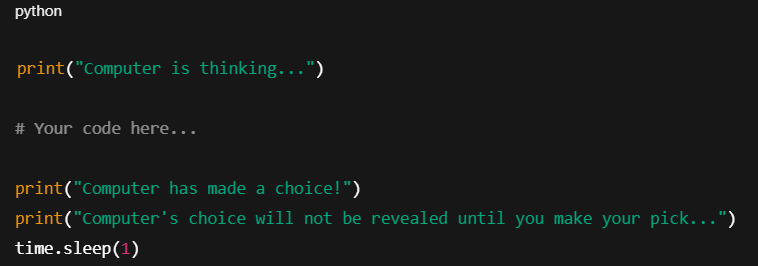 python
print("Computer is thinking...")
# Your code here...
print("Computer has made a choice!")
print("Computer's choice will not be revealed until you make your pick...")
time.sleep(1)